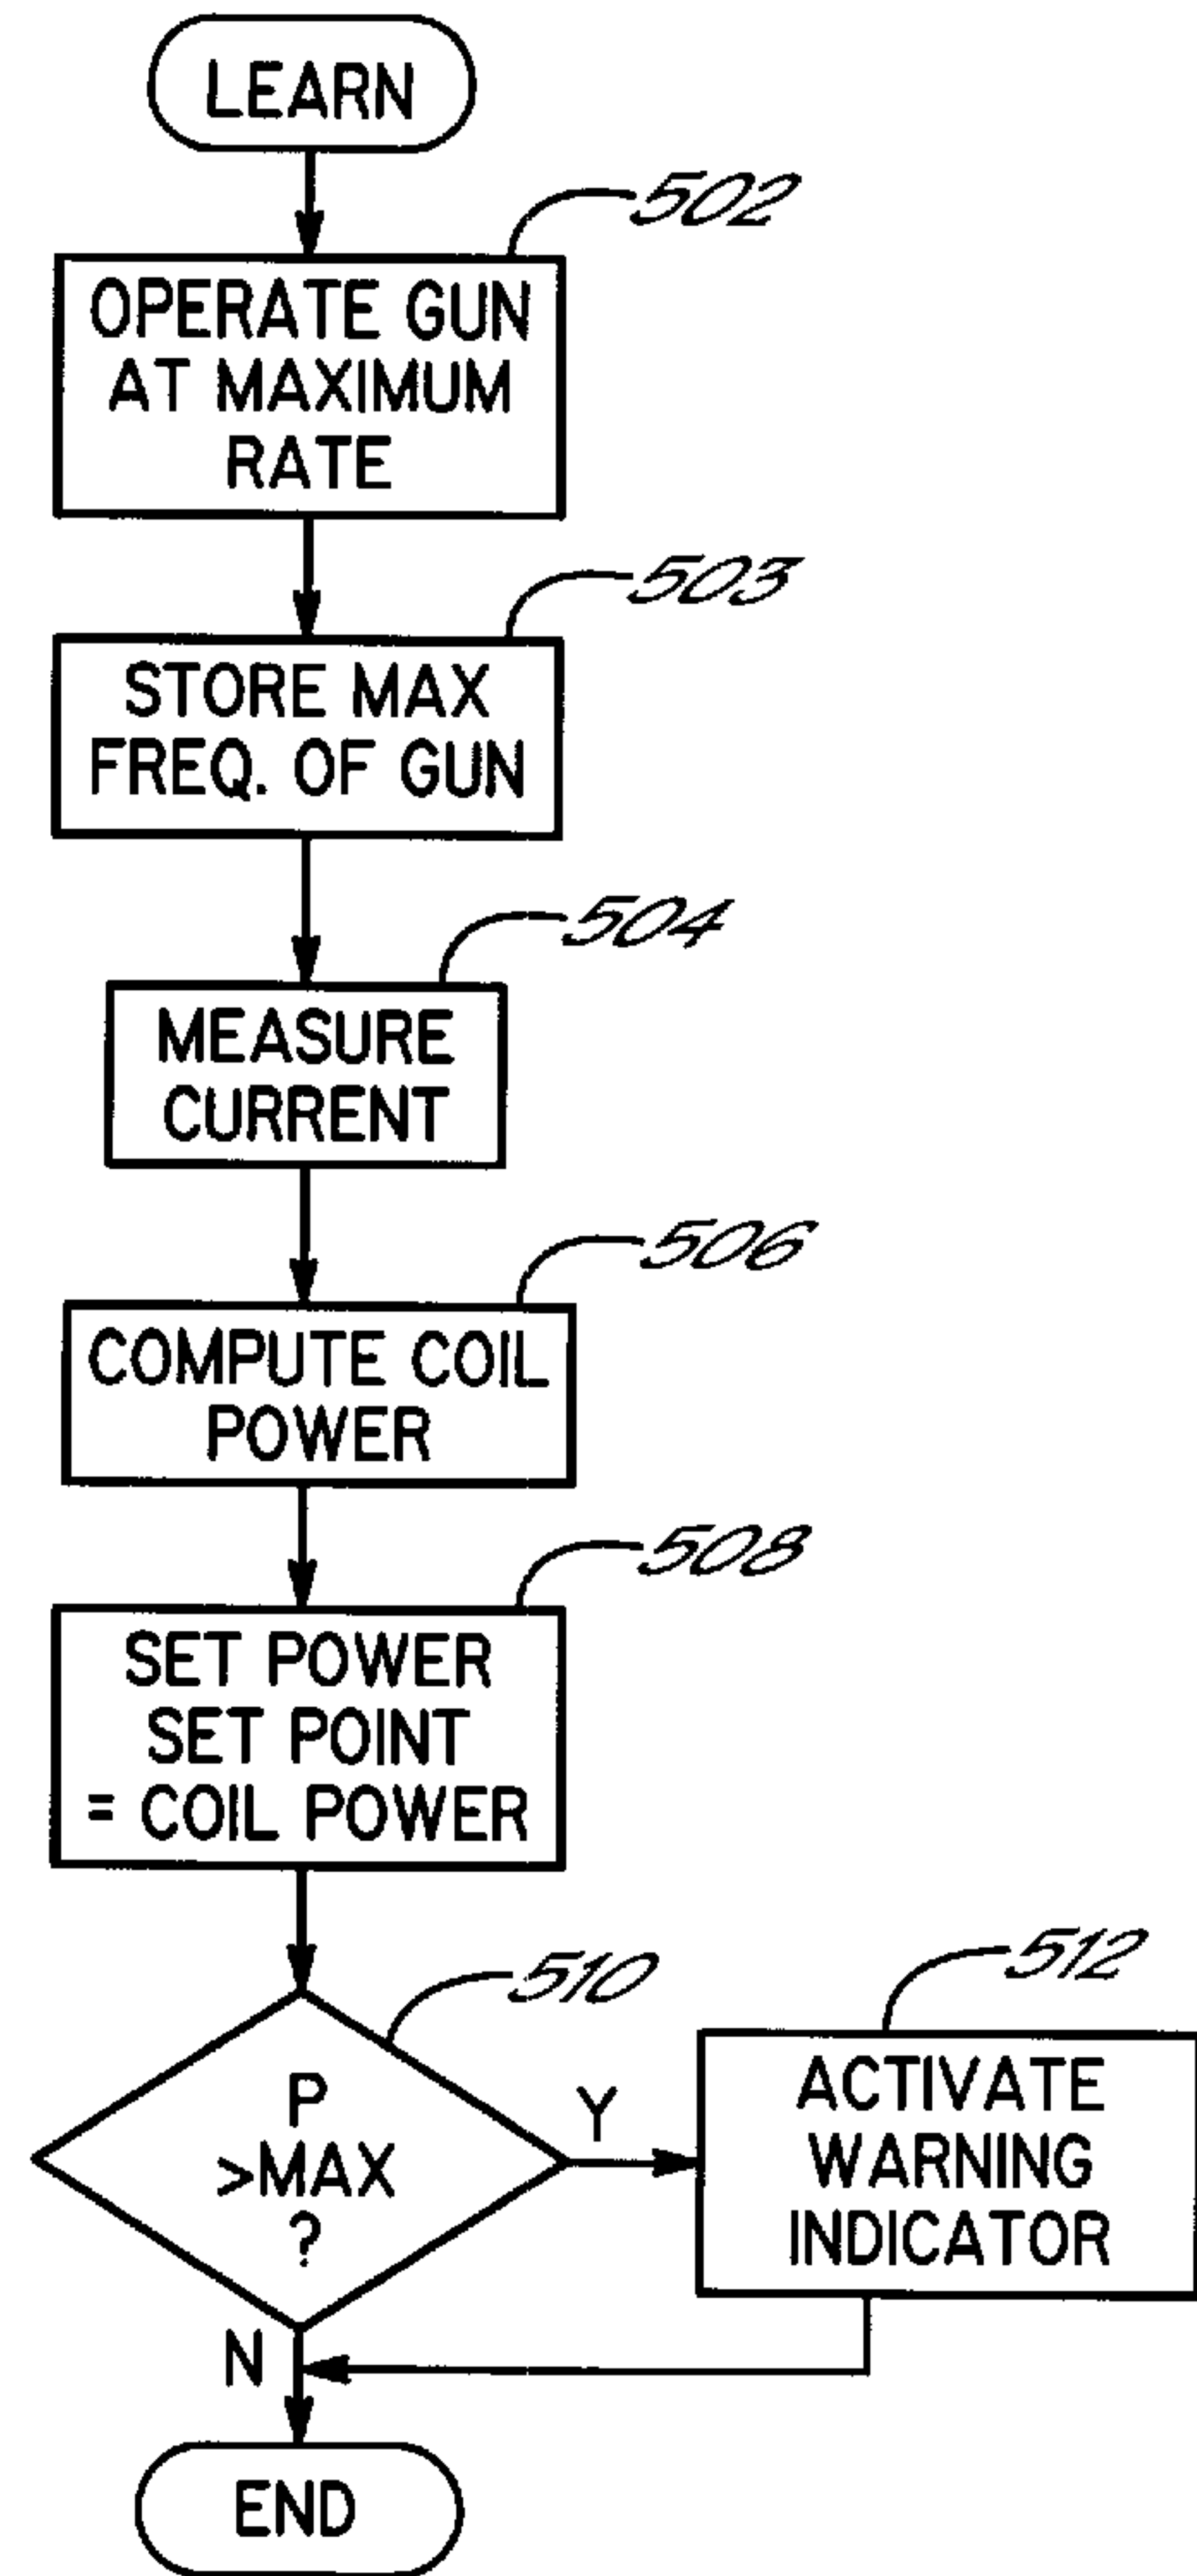 LEARN
502
OPERATE GUN
AT MAXIMUM
RATE
503
STORE MAX
FREQ. OF GUN
504
MEASURE
CURRENT
506
COMPUTE COIL
POWER
508
SET POWER
SET POINT
= COIL POWER
510
P
>MAX
?
Y
512
ACTIVATE
WARNING
INDICATOR
N
END